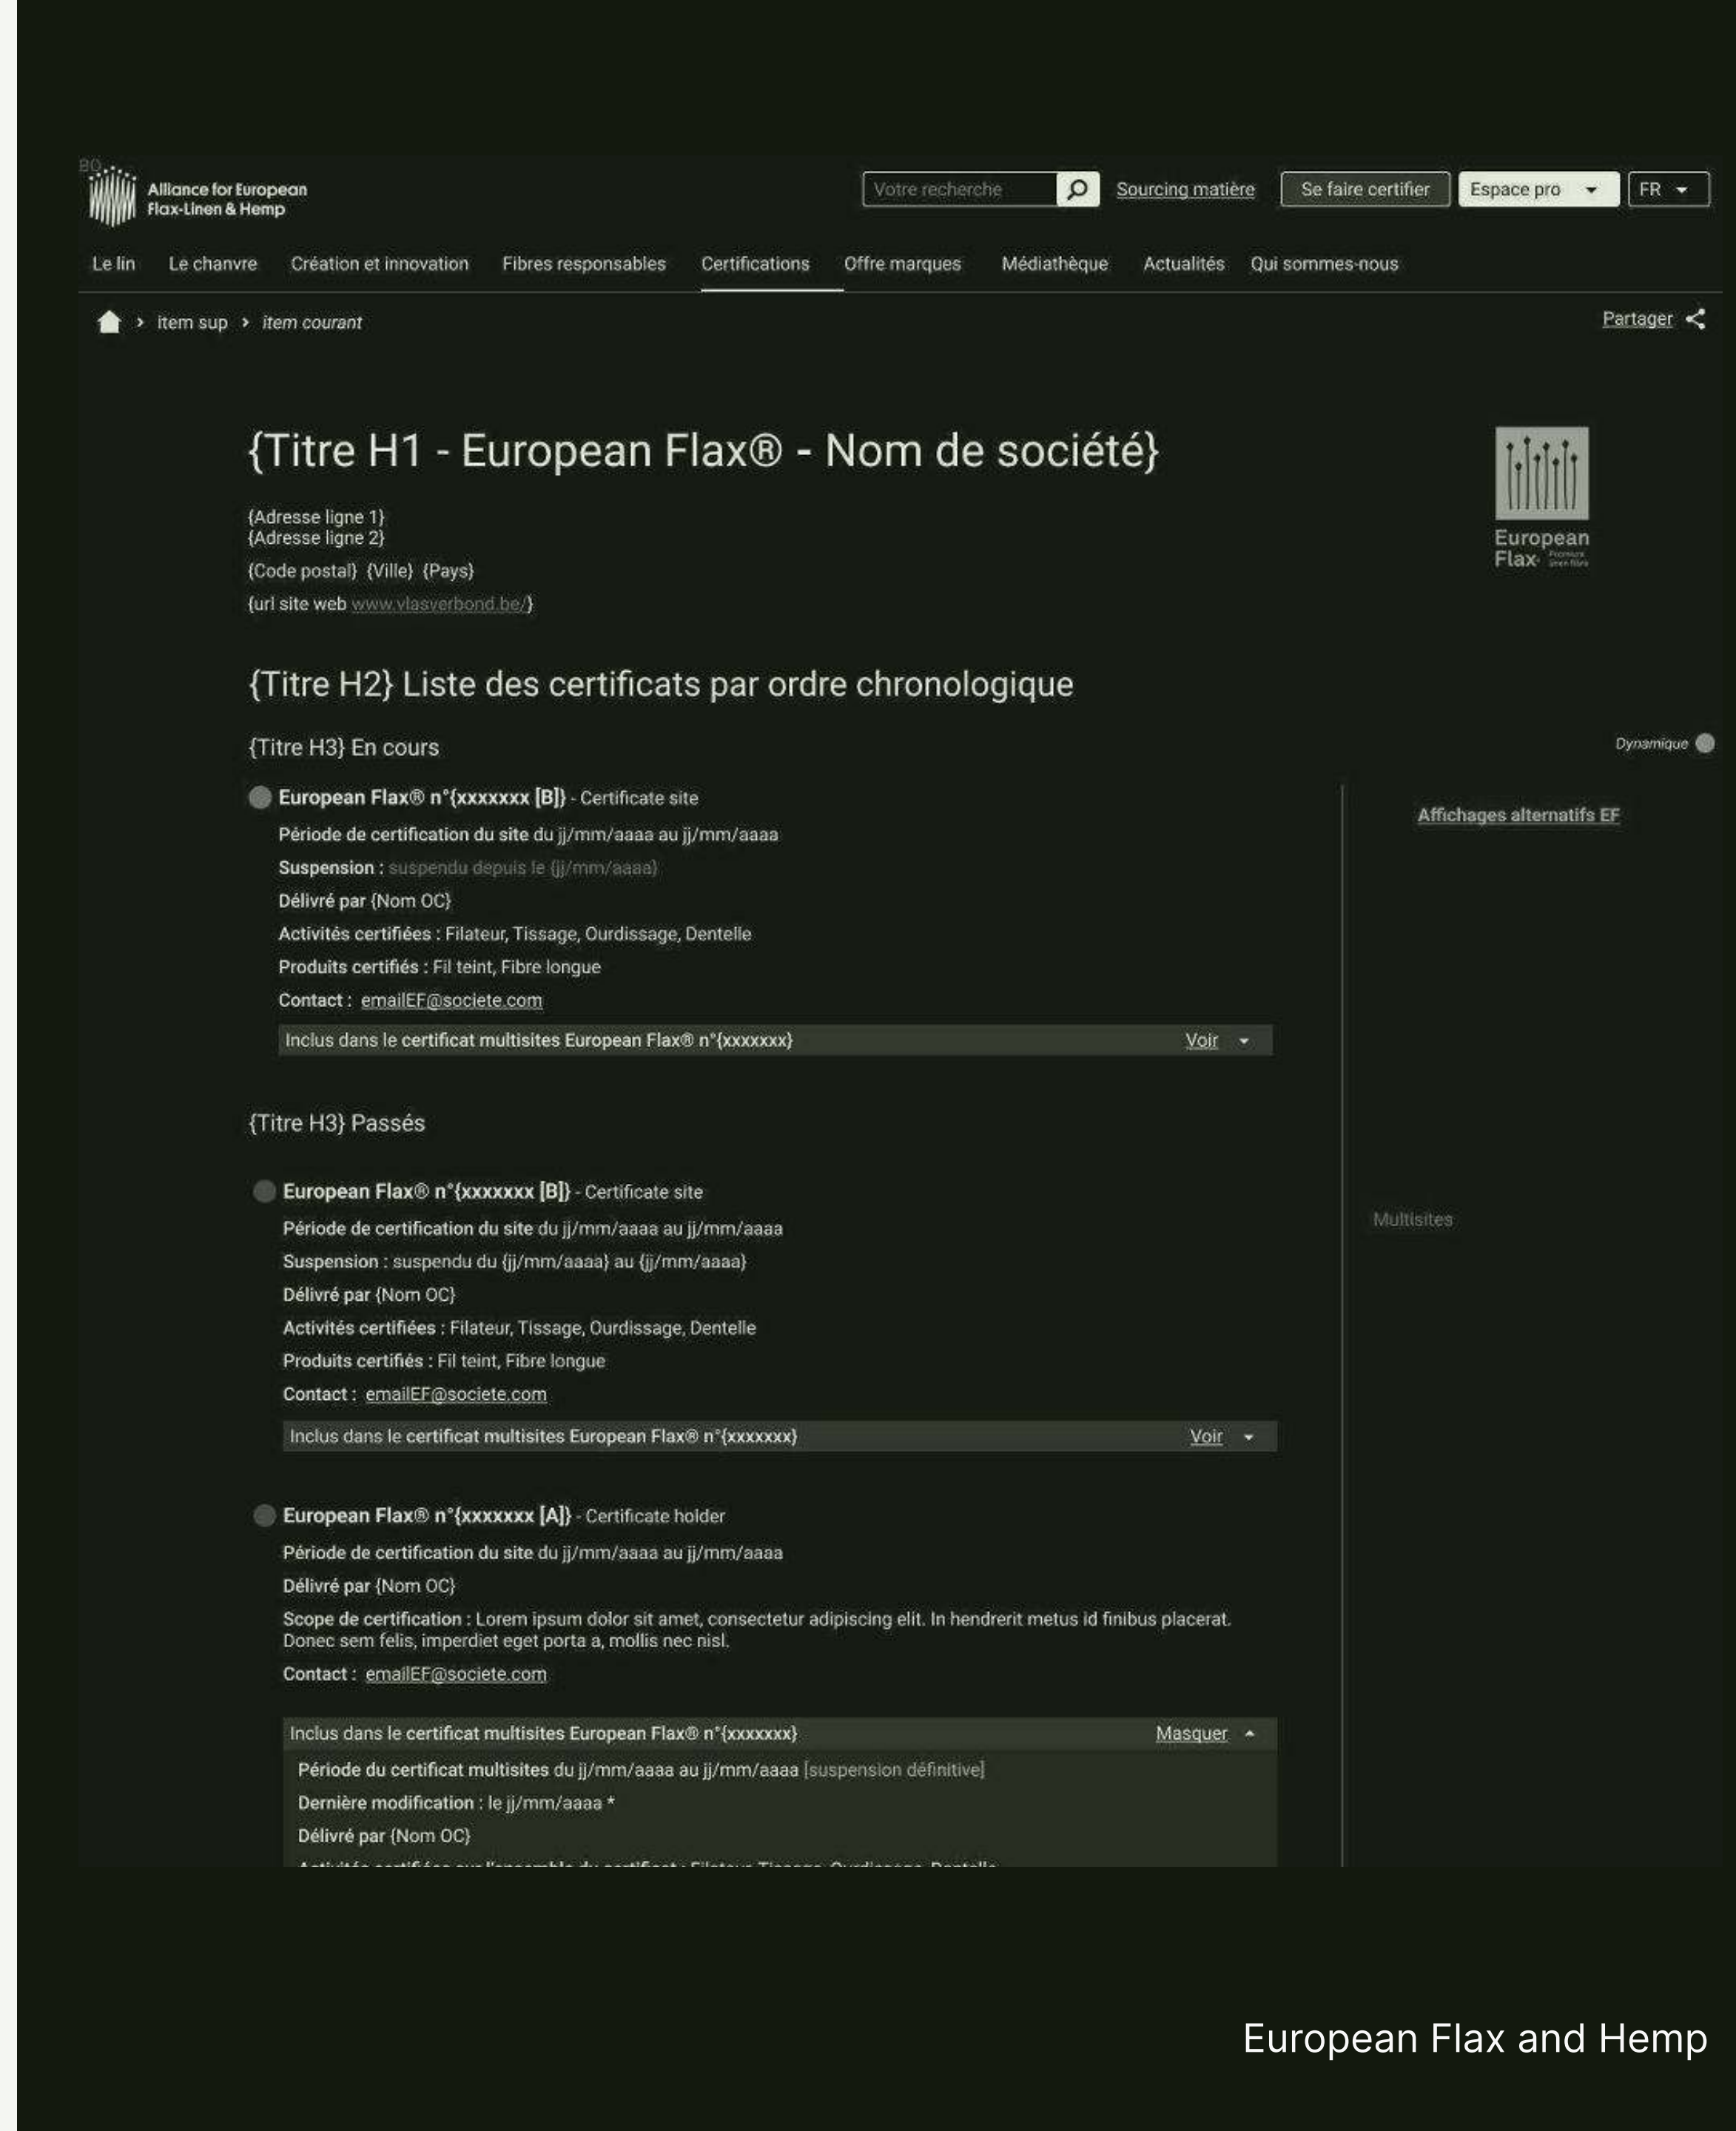 BO
Alliance for European
Flax-Linen & Hemp
Votre recherche
Sourcing matière
Se faire certifier
Espace pro
FR
Le lin Le chanvre Création et innovation Fibres responsables Certifications Offre marques Médiathèque Actualités Qui sommes-nous
> item sup > item courant
Partager
{Titre H1 - European Flax® - Nom de société}
{Adresse ligne 1}
{Adresse ligne 2}
{Code postal} {Ville} {Pays}
{url site web www.vlasverbond.be/}
European
Flax
{Titre H2} Liste des certificats par ordre chronologique
{Titre H3} En cours
Dynamique
European Flax® n°{xxxxxxx [B]} - Certificate site
Affichages alternatifs EF
Période de certification du site du jj/mm/aaaa au jj/mm/aaaa
Suspension : suspendu depuis le {jj/mm/aaaa}
Délivré par {Nom OC}
Activités certifiées : Filateur, Tissage, Ourdissage, Dentelle
Produits certifiés : Fil teint, Fibre longue
Contact : emailEF@societe.com
Inclus dans le certificat multisites European Flax® n°{xxxxxxx} Voir
{Titre H3} Passés
European Flax® n°{xxxxxxx [B]} - Certificate site
Multisites
Période de certification du site du jj/mm/aaaa au jj/mm/aaaa
Suspension : suspendu du {jj/mm/aaaa} au {jj/mm/aaaa}
Délivré par {Nom OC}
Activités certifiées : Filateur, Tissage, Ourdissage, Dentelle
Produits certifiés : Fil teint, Fibre longue
Contact : emailEF@societe.com
Inclus dans le certificat multisites European Flax® n°{xxxxxxx} Voir
European Flax® n°{xxxxxxx [A]} - Certificate holder
Période de certification du site du jj/mm/aaaa au jj/mm/aaaa
Délivré par {Nom OC}
Scope de certification : Lorem ipsum dolor sit amet, consectetur adipiscing elit. In hendrerit metus id finibus placerat.
Donec sem felis, imperdiet eget porta a, mollis nec nisl.
Contact : emailEF@societe.com
Inclus dans le certificat multisites European Flax® n°{xxxxxxx} Masquer
Période du certificat multisites du jj/mm/aaaa au jj/mm/aaaa [suspension définitive]
Dernière modification : le jj/mm/aaaa *
Délivré par {Nom OC}
Activités certifiées sur l'ensemble du certificat : Filateur, Tissage, Ourdissage, Dentelle
European Flax and Hemp